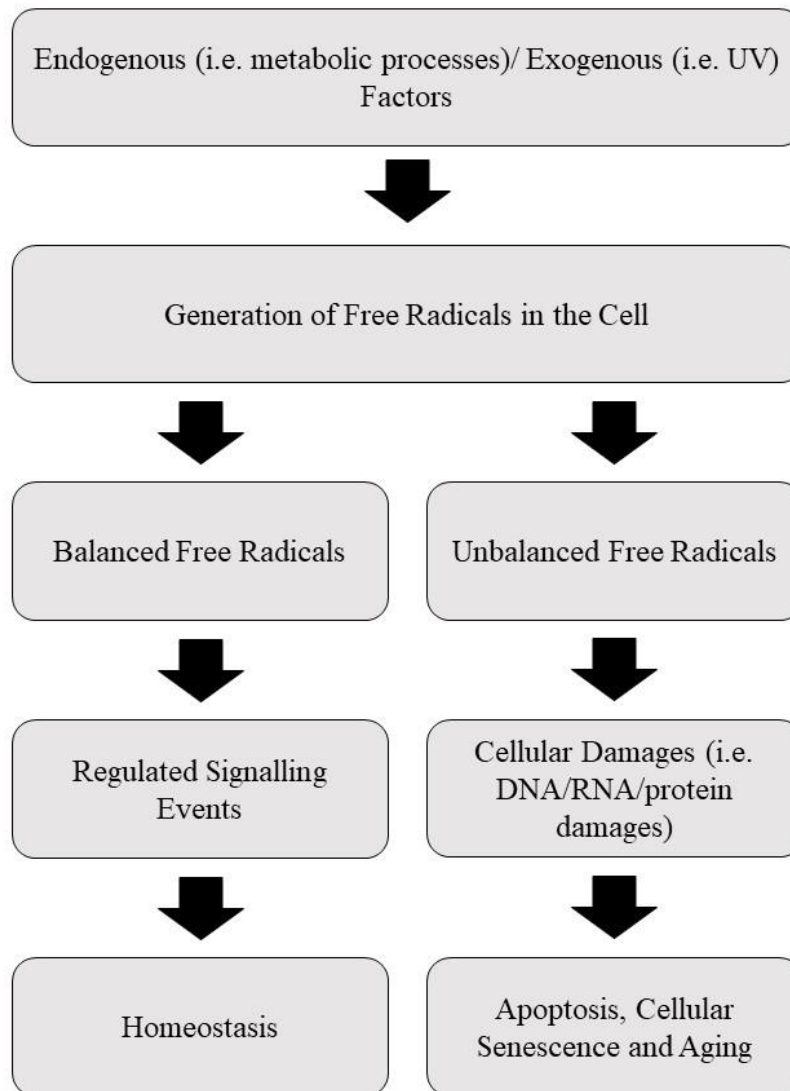 Endogenous (i.e. metabolic processes)/ Exogenous (i.e. UV)
Factors
Generation of Free Radicals in the Cell
Balanced Free Radicals
Unbalanced Free Radicals
Regulated Signalling
Events
Cellular Damages (i.e.
DNA/RNA/protein
damages)
Homeostasis
Apoptosis, Cellular
Senescence and Aging